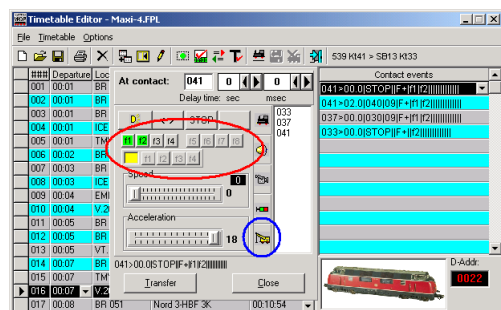 Timetable Editor - Maxi-4.FPL
File Timetable Options
539 Kt41 > SB13 Kt33
### Departure Loc
001 00:01 BR
002 00:01 BR
003 00:01 BR
004 00:01 ICE
005 00:01
006 00:02 BR
007 00:03 BR
008 00:03 ICE
009 00:04
010 00:04 V.20
011 00:05 BR
012 00:05 BR
013 00:05 VT.
014 00:07 BR
015 00:07
016 00:07
017 00:08 BR 051 Nord 3-HBF 3K 00:10:54
At contact: 041 0 0
Delay time: sec msec
STOP
f1 f2 f3 f4 f5 f6 f7 f8
f1 f2 f3 f4
033
037
041
Speed
0
0
Acceleration
18
041>00.0|STOP|F+|f1|f2|||||||||||
Transfer Close
Contact events
041>00.0|STOP|F+|f1|f2|||||||||||
041>02.0|040|09|F+|f1|f2|||||||||||
037>00.0|030|09|F+|f1|f2|||||||||||
033>00.0|STOP|F+||f2|||||||||||
D-Addr:
0022